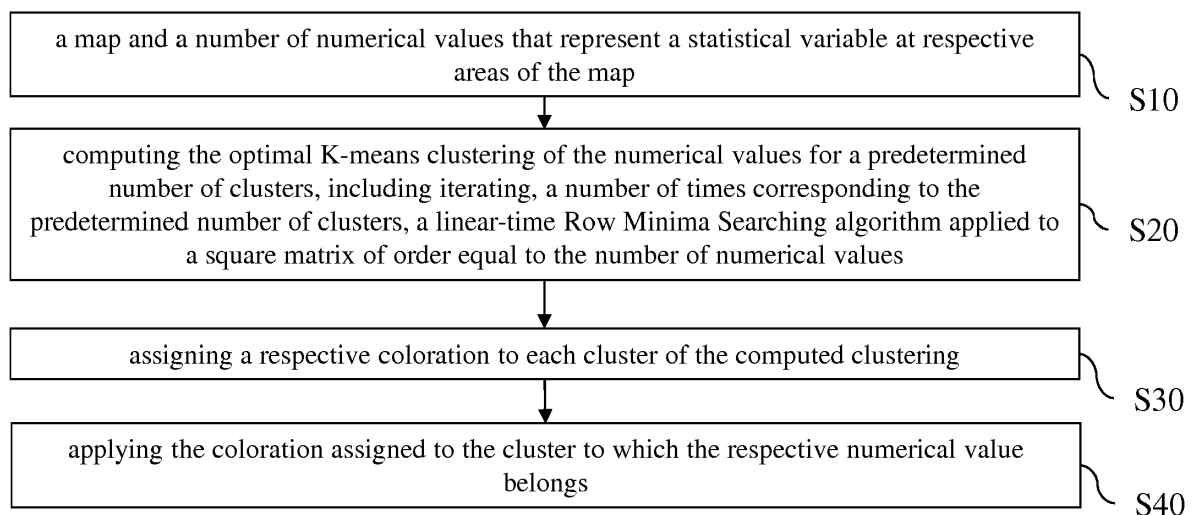 a map and a number of numerical values that represent a statistical variable at respective
areas of the map
S10
computing the optimal K-means clustering of the numerical values for a predetermined
number of clusters, including iterating, a number of times corresponding to the
predetermined number of clusters, a linear-time Row Minima Searching algorithm applied to
a square matrix of order equal to the number of numerical values
S20
assigning a respective coloration to each cluster of the computed clustering
S30
applying the coloration assigned to the cluster to which the respective numerical value
belongs
S40